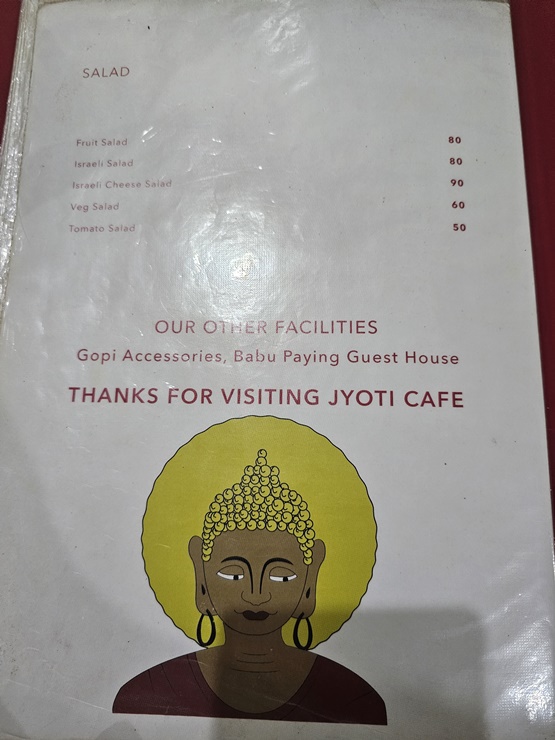 SALAD
Fruit Salad 80
Israeli Salad 80
Israeli Cheese Salad 90
Veg Salad 60
Tomato Salad 50
OUR OTHER FACILITIES
Gopi Accessories, Babu Paying Guest House
THANKS FOR VISITING JYOTI CAFE